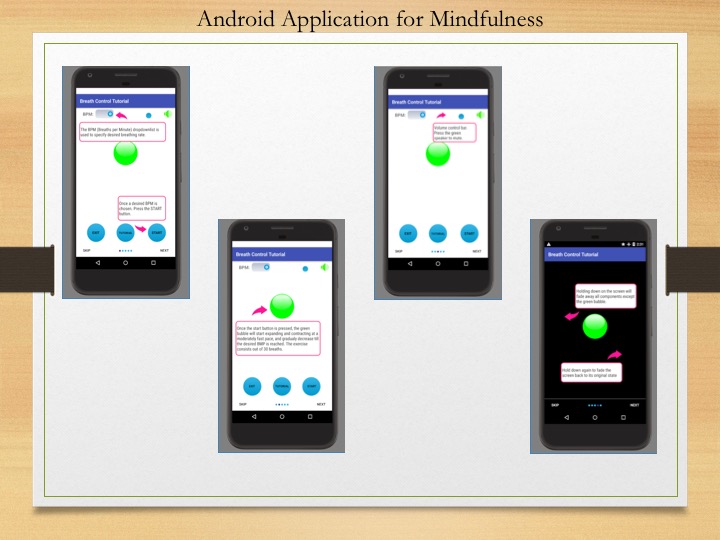 Android Application for Mindfulness
Breath Control Tutorial
BPM:
The BPM (Breaths per Minute) dropdownlist is
used to specify desired breathing rate
Once a desired BPM is
chosen. Press the START
button.
EXIT TUTORIAL START
SKIP NEXT
Breath Control Tutorial
BPM:
Once the start button is pressed, the green
bubble will start expanding and contracting at a
moderately fast pace, and gradually decrease till
the desired BMP is reached. The exercise
consists out of 30 breaths.
EXIT TUTORIAL START
SKIP NEXT
Breath Control Tutorial
BPM:
Volume control bar.
Press the green
speaker to mute
EXIT TUTORIAL START
SKIP NEXT
Breath Control Tutorial
Holding down on the screen will
fade away all components except
the green bubble.
Hold down again to fade the
screen back to its original state
SKIP NEXT